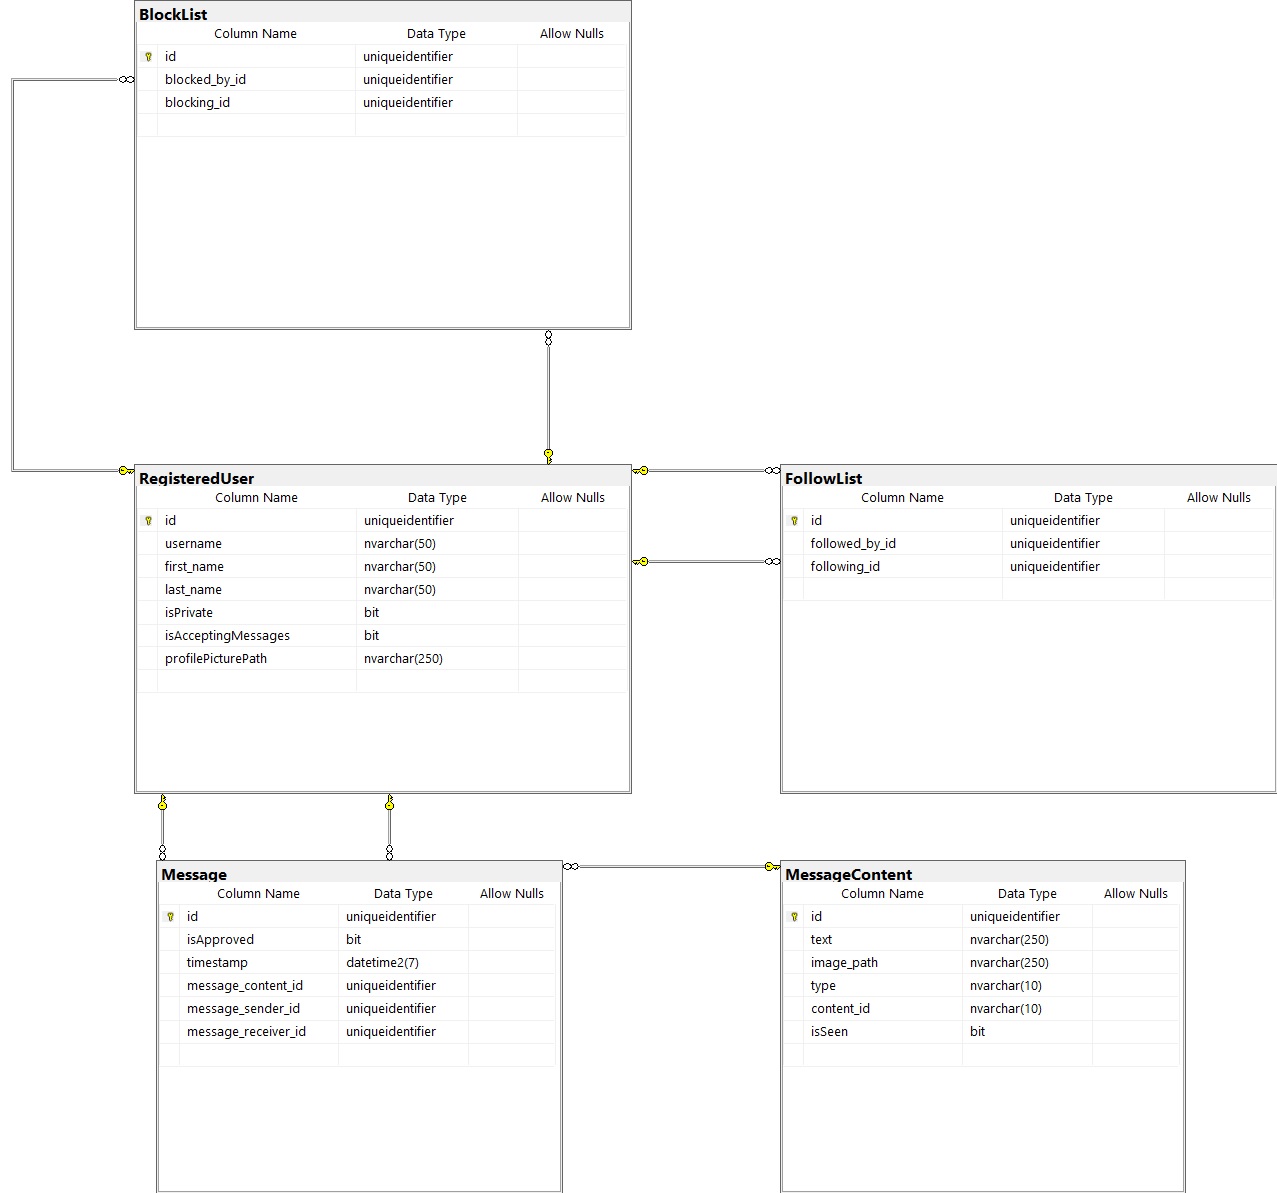 BlockList
Column Name Data Type Allow Nulls
id uniqueidentifier
blocked_by_id uniqueidentifier
blocking_id uniqueidentifier
RegisteredUser
Column Name Data Type Allow Nulls
id uniqueidentifier
username nvarchar(50)
first_name nvarchar(50)
last_name nvarchar(50)
isPrivate bit
isAcceptingMessages bit
profilePicturePath nvarchar(250)
FollowList
Column Name Data Type Allow Nulls
id uniqueidentifier
followed_by_id uniqueidentifier
following_id uniqueidentifier
Message
Column Name Data Type Allow Nulls
id uniqueidentifier
isApproved bit
timestamp datetime2(7)
message_content_id uniqueidentifier
message_sender_id uniqueidentifier
message_receiver_id uniqueidentifier
MessageContent
Column Name Data Type Allow Nulls
id uniqueidentifier
text nvarchar(250)
image_path nvarchar(250)
type nvarchar(10)
content_id nvarchar(10)
isSeen bit